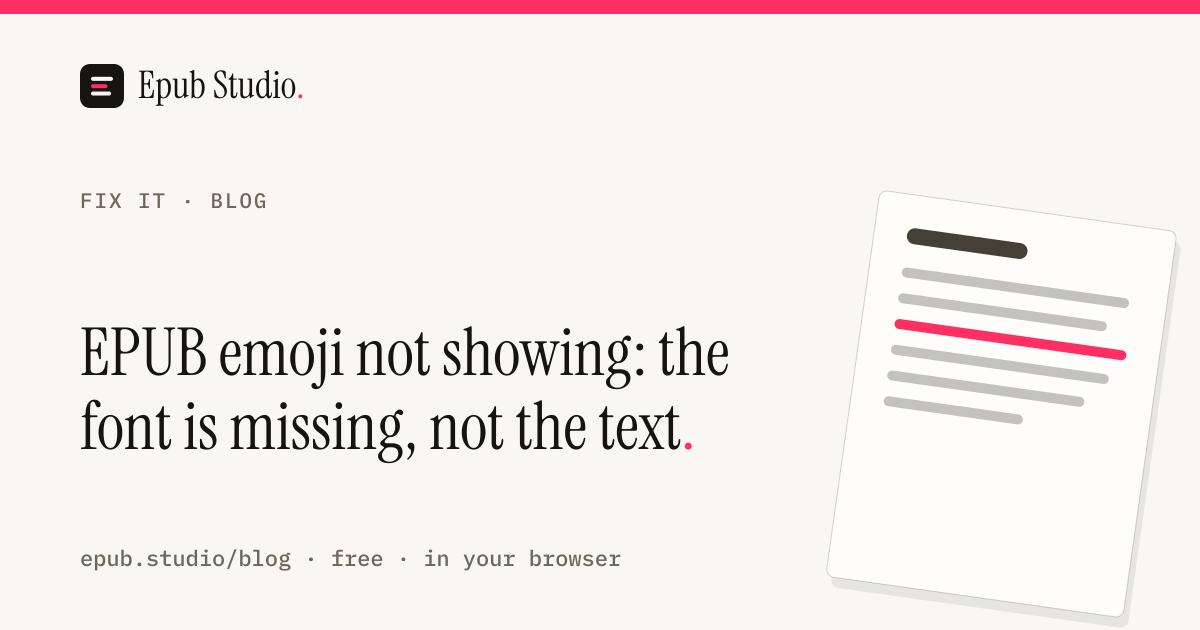 Epub Studio.
FIX IT · BLOG
EPUB emoji not showing: the
font is missing, not the text.
epub.studio/blog · free · in your browser